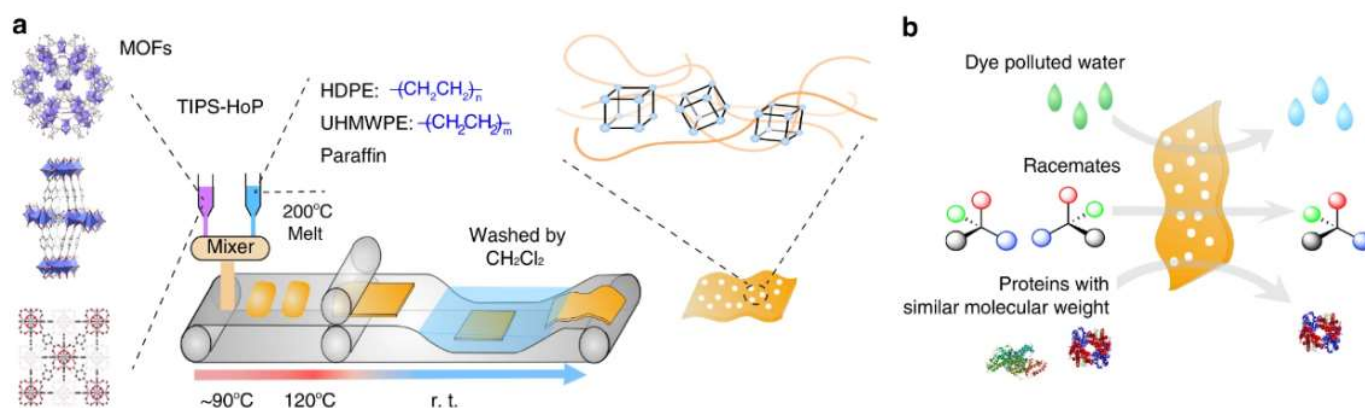 a
MOFs
TIPS-HoP
HDPE: -(CH₂CH₂)ₙ-
UHMWPE: -(CH₂CH₂)ₘ-
Paraffin
200°C
Melt
Mixer
Washed by
CH₂Cl₂
~90°C
120°C
r. t.
b
Dye polluted water
Racemates
Proteins with
similar molecular weight